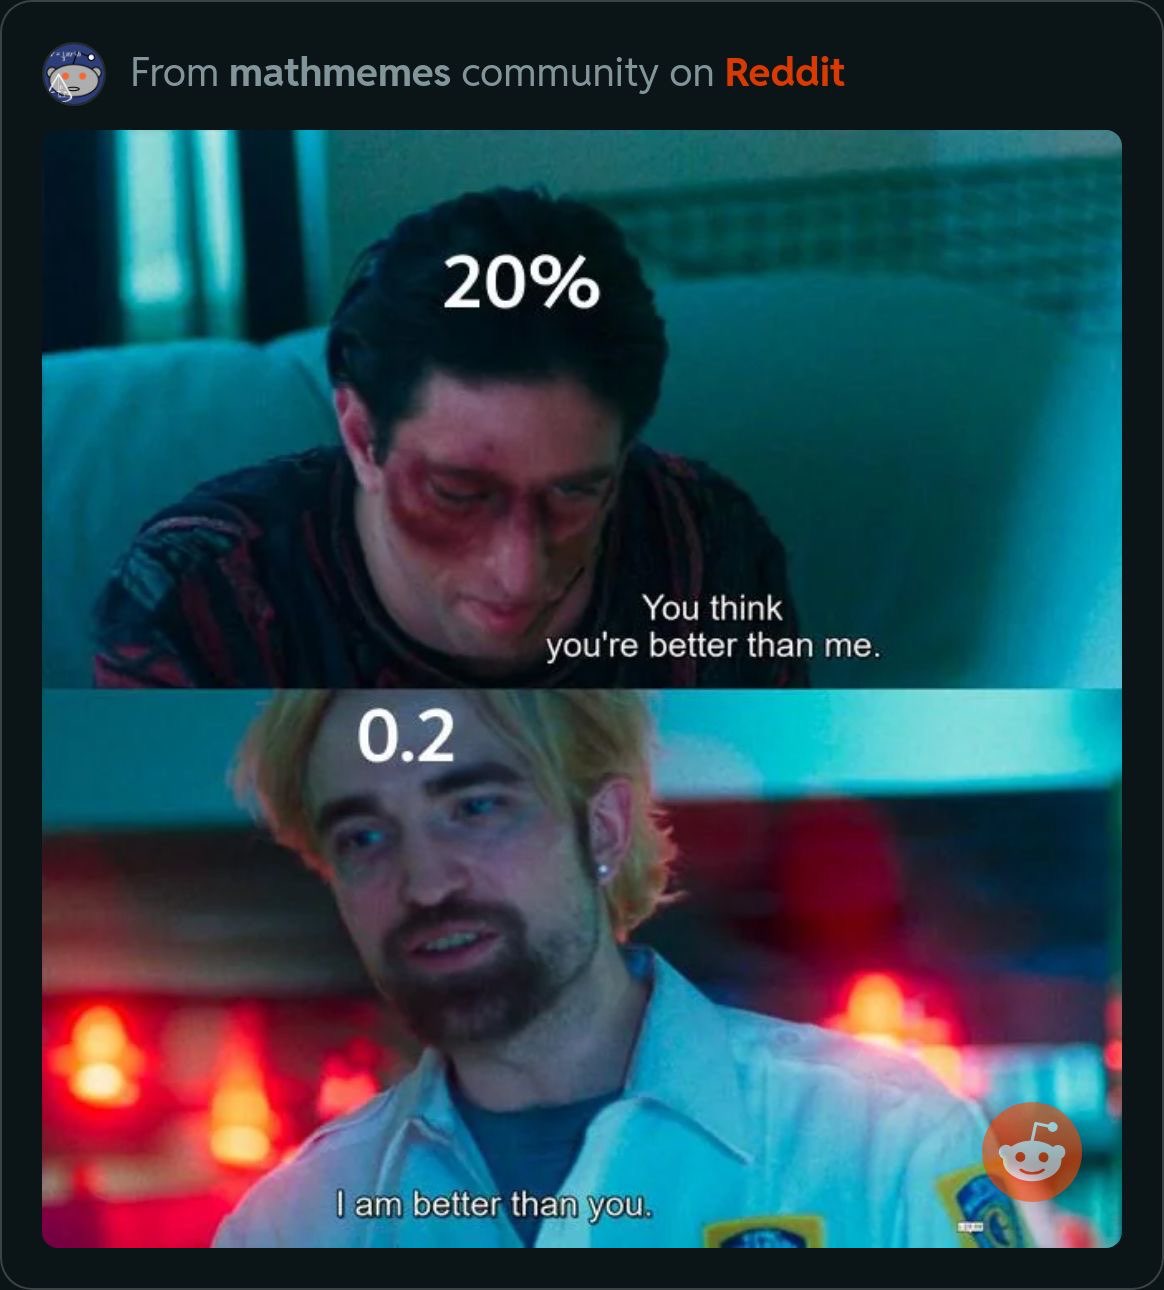 From mathmemes community on Reddit
20%
You think
you're better than me.
0.2
I am better than you.